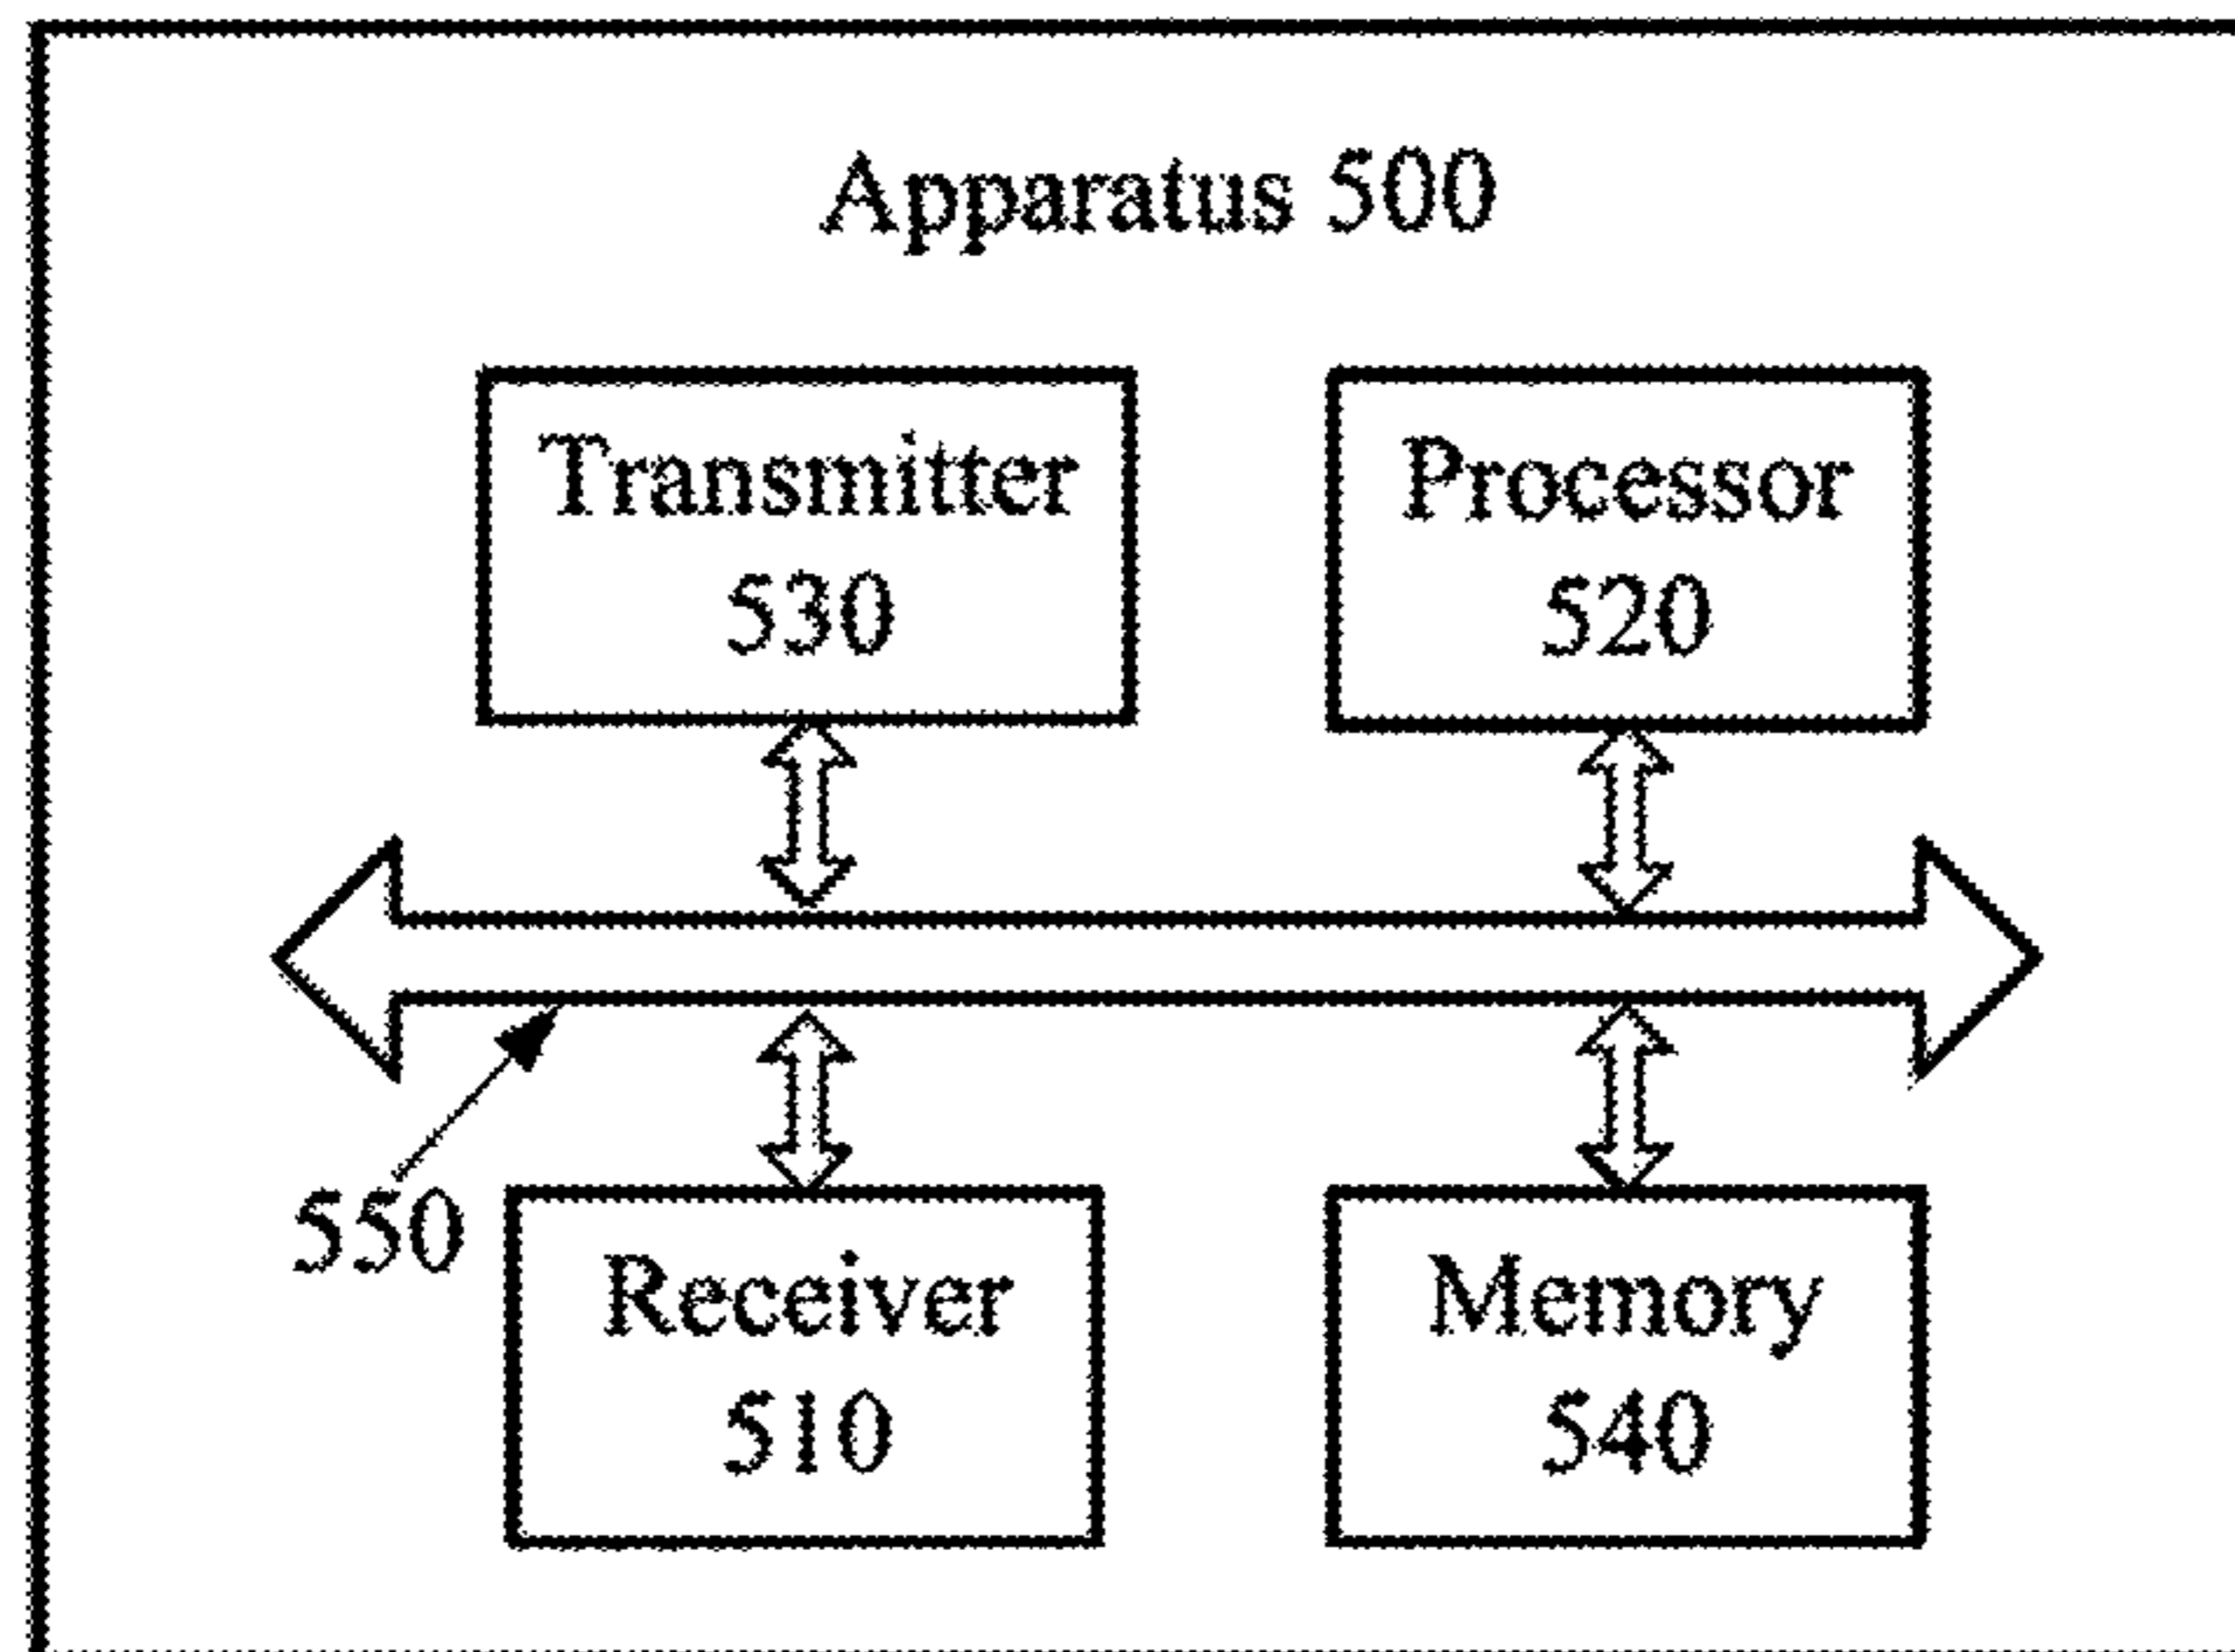 Apparatus 500
Transmitter
530
Processor
520
550
Receiver
510
Memory
540